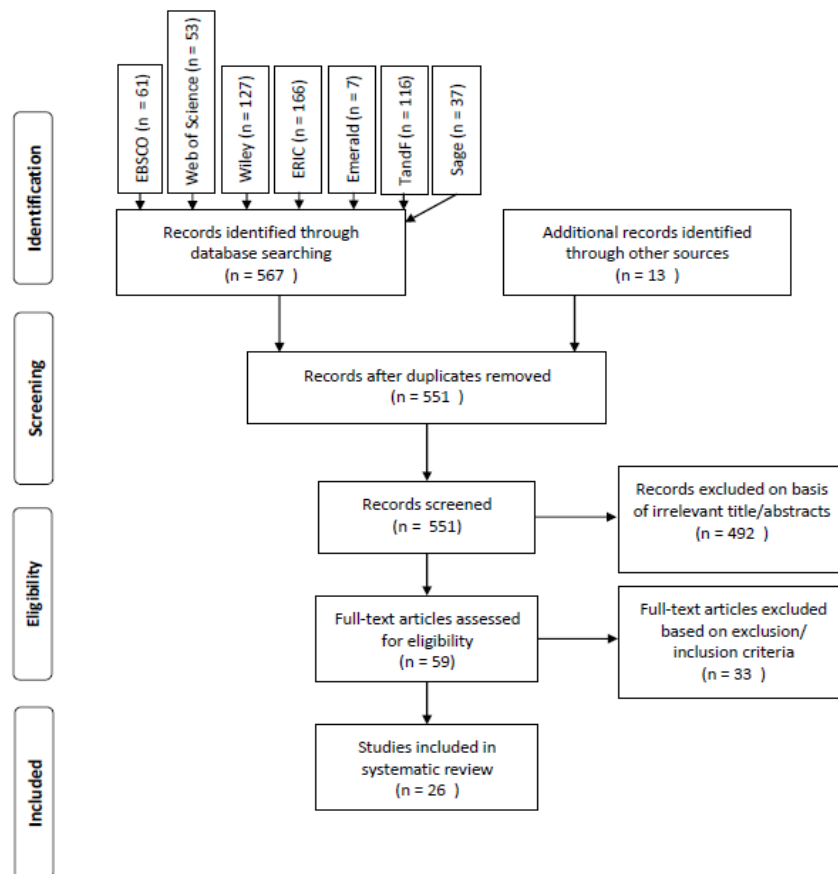 EBSCO (n = 61)
Web of Science (n = 53)
Wiley (n = 127)
ERIC (n = 166)
Emerald (n = 7)
TandF (n = 116)
Sage (n = 37)
Identification
Records identified through
database searching
(n = 567 )
Additional records identified
through other sources
(n = 13 )
Screening
Records after duplicates removed
(n = 551 )
Records screened
(n = 551)
Records excluded on basis
of irrelevant title/abstracts
(n = 492 )
Eligibility
Full-text articles assessed
for eligibility
(n = 59)
Full-text articles excluded
based on exclusion/
inclusion criteria
(n = 33 )
Included
Studies included in
systematic review
(n = 26 )